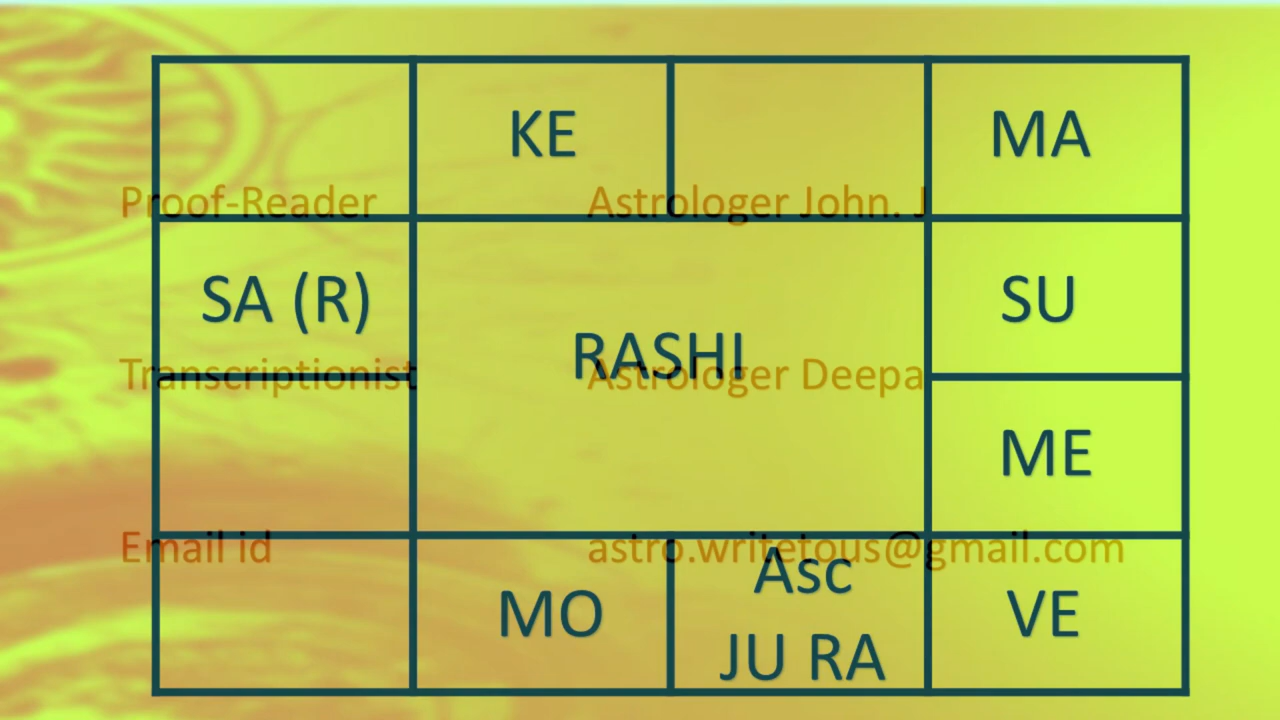 KE MA
Proof-Reader Astrologer John. J
SA (R) SU
RASHI
Transcriptionist Astrologer Deepa
ME
Email id astro.writetous@gmail.com
Asc
MO VE
JU RA